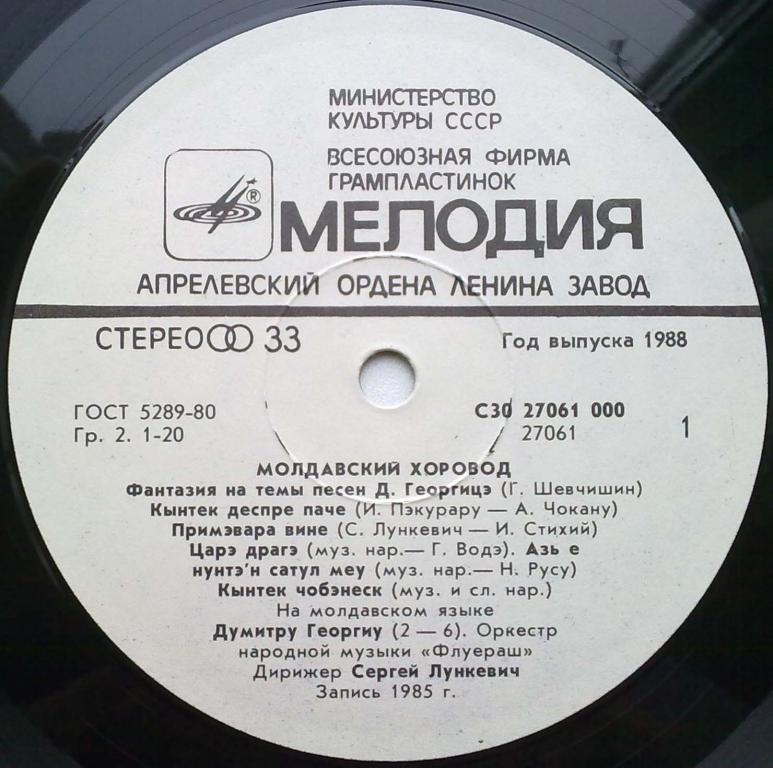 МИНИСТЕРСТВО
КУЛЬТУРЫ СССР
ВСЕСОЮЗНАЯ ФИРМА
ГРАМПЛАСТИНОК
®
МЕЛОДИЯ
АПРЕЛЕВСКИЙ ОРДЕНА ЛЕНИНА ЗАВОД
СТЕРЕО 33
Год выпуска 1988
ГОСТ 5289-80
Гр. 2. 1-20
С30 27061 000
27061
1
МОЛДАВСКИЙ ХОРОВОД
Фантазия на темы песен Д. Георгицэ (Г. Шевчишин)
Кынтек деспре паче (И. Пэкурару — А. Чокану)
Примэвара вине (С. Лункевич — И. Стихий)
Царэ драгэ (муз. нар.— Г. Водэ). Азь е
нунтэ'н сатул меу (муз. нар.— Н. Русу)
Кынтек чобэнеск (муз. и сл. нар.)
На молдавском языке
Думитру Георгиу (2 — 6). Оркестр
народной музыки «Флуераш»
Дирижер Сергей Лункевич
Запись 1985 г.